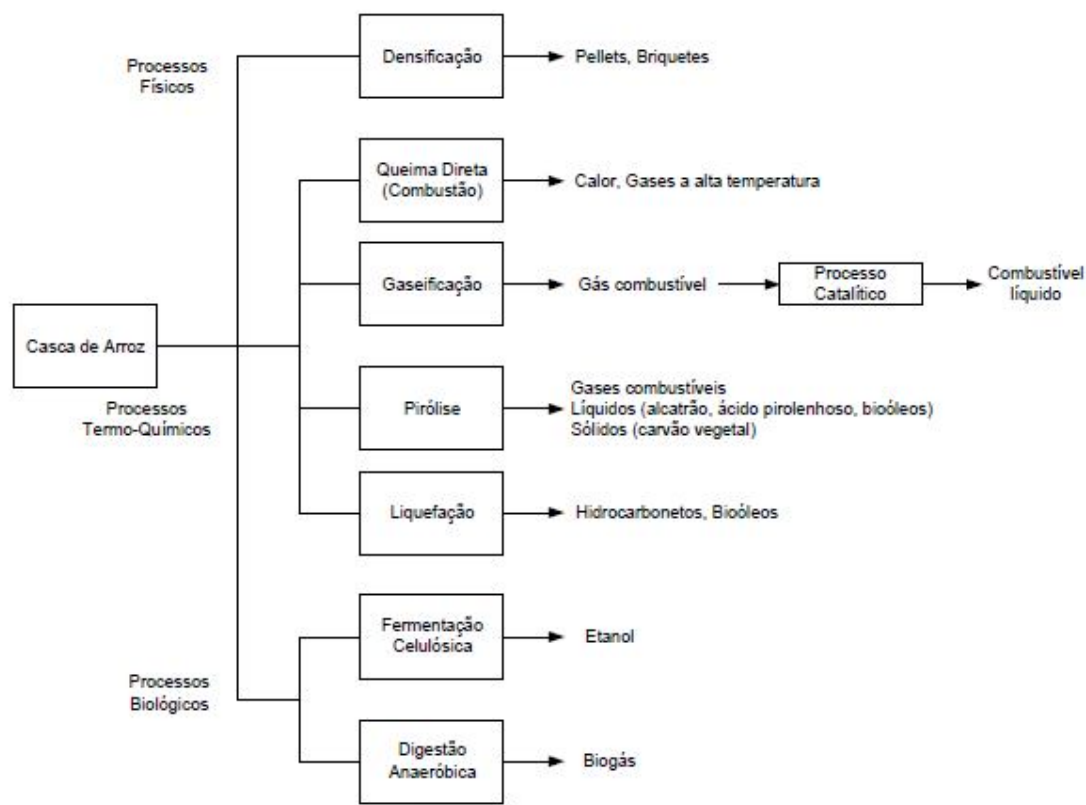 Processos
Físicos
Densificação
Pellets, Briquetes
Queima Direta
(Combustão)
Calor, Gases a alta temperatura
Gaseificação
Gás combustível
Processo
Catalítico
Combustível
líquido
Casca de Arroz
Processos
Termo-Químicos
Pirólise
Gases combustíveis
Líquidos (alcatrão, ácido pirolenhoso, bioóleos)
Sólidos (carvão vegetal)
Liquefação
Hidrocarbonetos, Bioóleos
Processos
Biológicos
Fermentação
Celulósica
Etanol
Digestão
Anaeróbica
Biogás